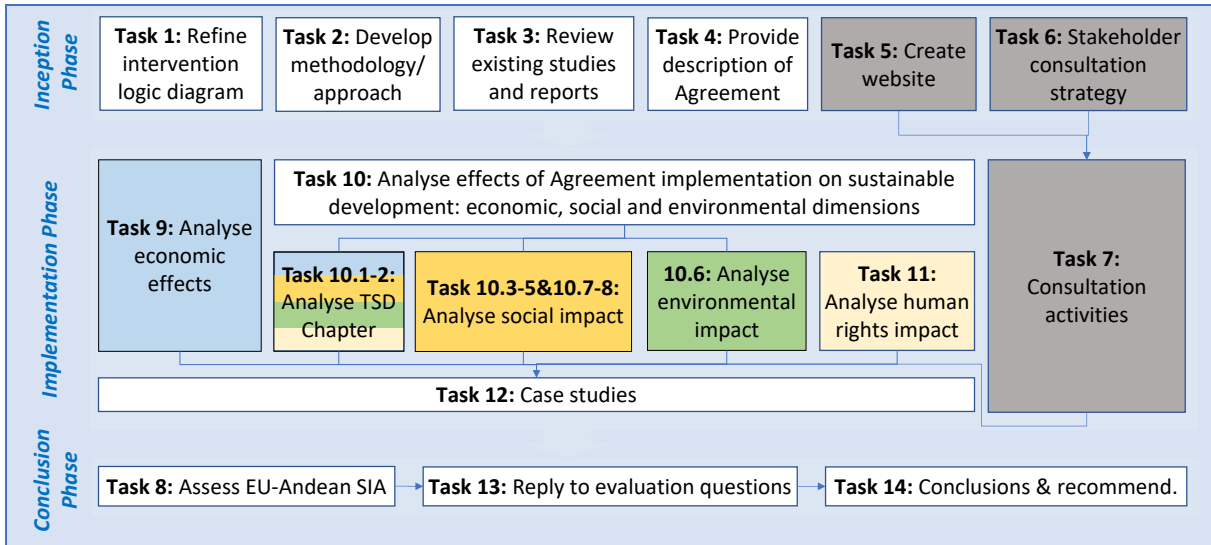 Inception
Phase
Task 1: Refine
intervention
logic diagram
Task 2: Develop
methodology/
approach
Task 3: Review
existing studies
and reports
Task 4: Provide
description of
Agreement
Task 5: Create
website
Task 6: Stakeholder
consultation
strategy
Implementation Phase
Task 9: Analyse
economic
effects
Task 10: Analyse effects of Agreement implementation on sustainable
development: economic, social and environmental dimensions
Task 10.1-2:
Analyse TSD
Chapter
Task 10.3-5&10.7-8:
Analyse social impact
10.6: Analyse
environmental
impact
Task 11:
Analyse human
rights impact
Task 7:
Consultation
activities
Task 12: Case studies
Conclusion
Phase
Task 8: Assess EU-Andean SIA
Task 13: Reply to evaluation questions
Task 14: Conclusions & recommend.